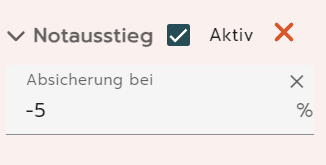 Notausstieg Aktiv
Absicherung bei
-5 %